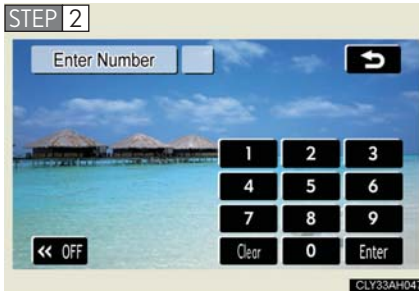 STEP 2
Enter Number
1 2 3
4 5 6
7 8 9
« OFF Clear 0 Enter
CLY33AH047